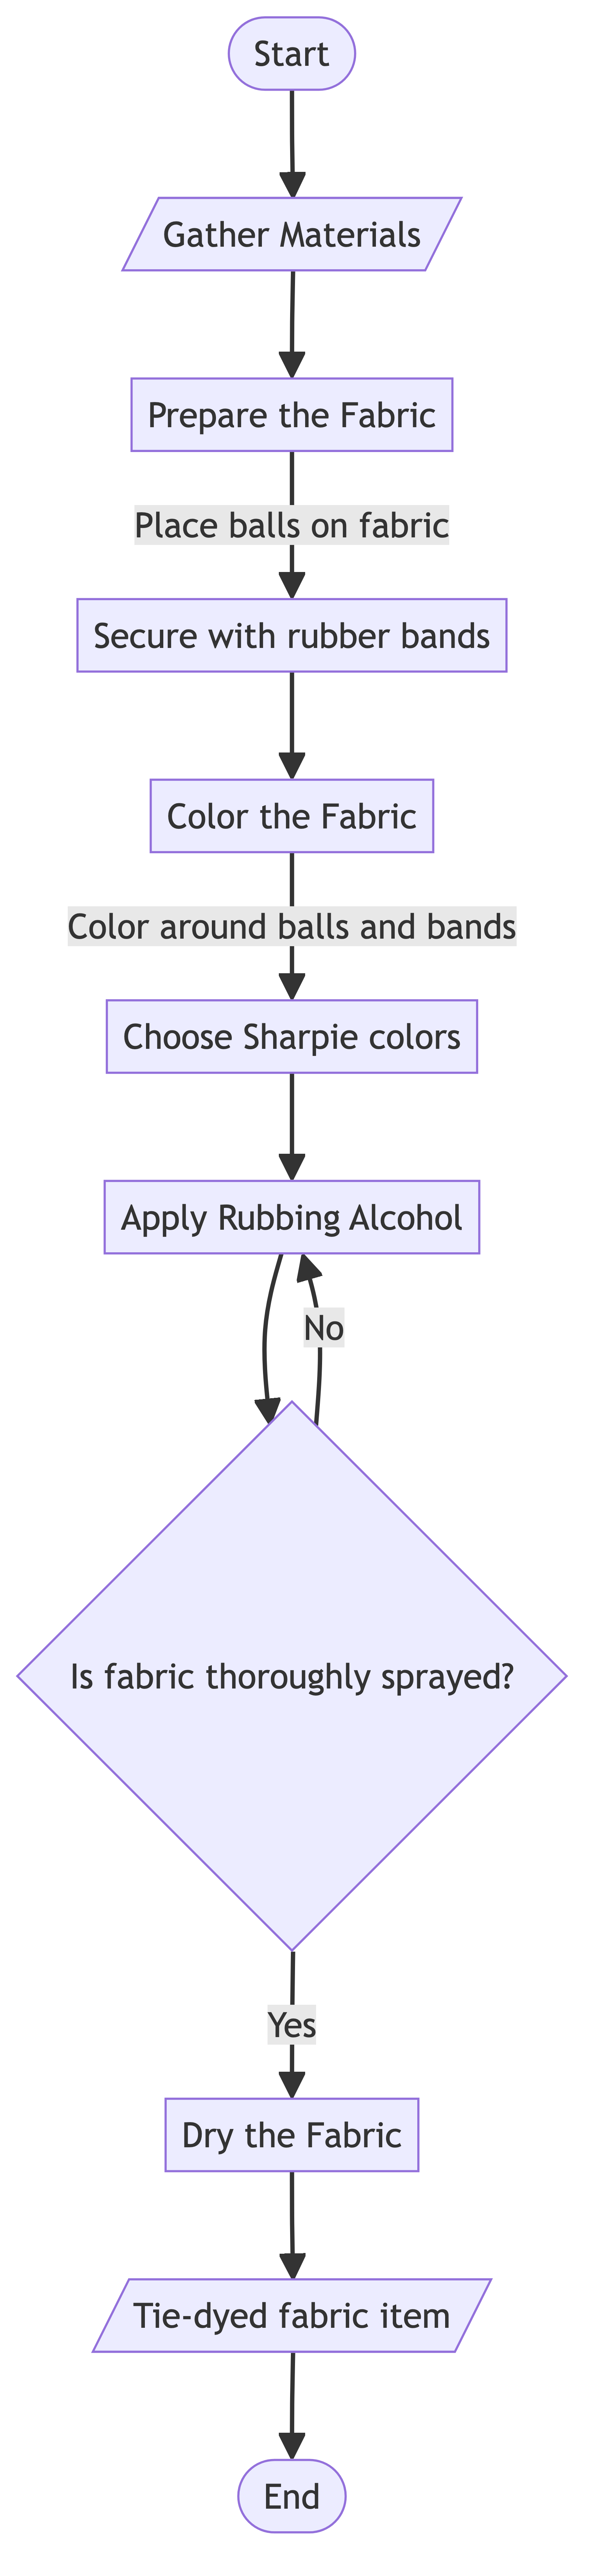 Start
Gather Materials
Prepare the Fabric
Place balls on fabric
Secure with rubber bands
Color the Fabric
Color around balls and bands
Choose Sharpie colors
Apply Rubbing Alcohol
No
Is fabric thoroughly sprayed?
Yes
Dry the Fabric
Tie-dyed fabric item
End